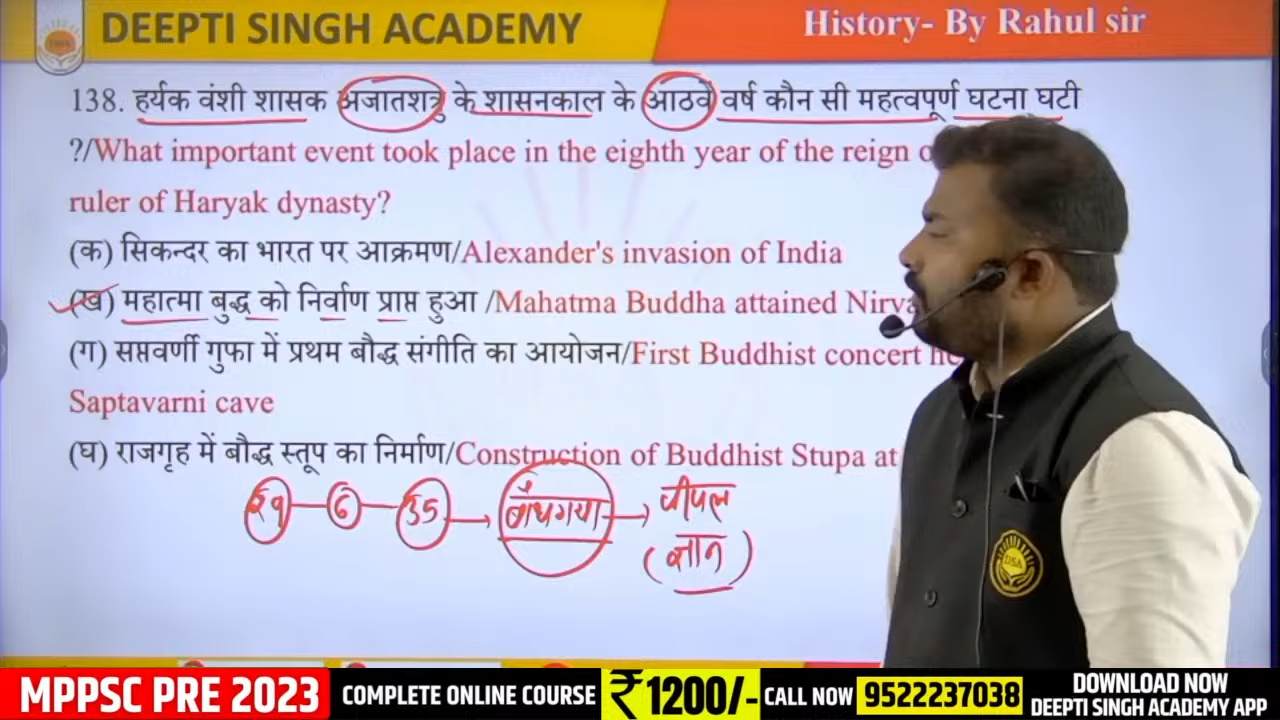 DEEPTI SINGH ACADEMY
History- By Rahul sir
138. हर्यक वंशी शासक अजातशत्रु के शासनकाल के आठवें वर्ष कौन सी महत्वपूर्ण घटना घटी
?/What important event took place in the eighth year of the reign
ruler of Haryak dynasty?
(क) सिकन्दर का भारत पर आक्रमण/Alexander's invasion of India
(ख) महात्मा बुद्ध को निर्वाण प्राप्त हुआ /Mahatma Buddha attained
(ग) सप्तवर्णी गुफा में प्रथम बौद्ध संगीति का आयोजन/First Buddhist concert
Saptavarni cave
(घ) राजगृह में बौद्ध स्तूप का निर्माण/Construction of Buddhist Stupa at
29 — 6 — 35 → बोधगया → पीपल
(ज्ञान)
DSA
MPPSC PRE 2023 COMPLETE ONLINE COURSE ₹1200/- CALL NOW 9522237038 DOWNLOAD NOW
DEEPTI SINGH ACADEMY APP